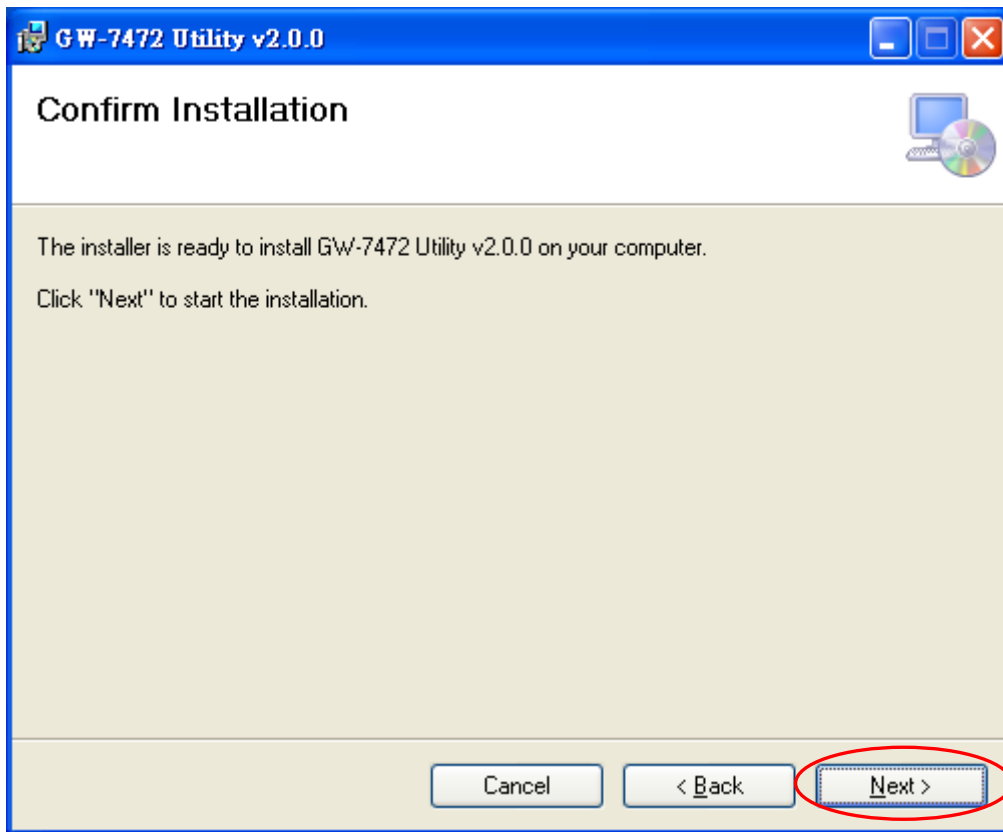 GW-7472 Utility v2.0.0
Confirm Installation
The installer is ready to install GW-7472 Utility v2.0.0 on your computer.
Click "Next" to start the installation.
Cancel
< Back
Next >